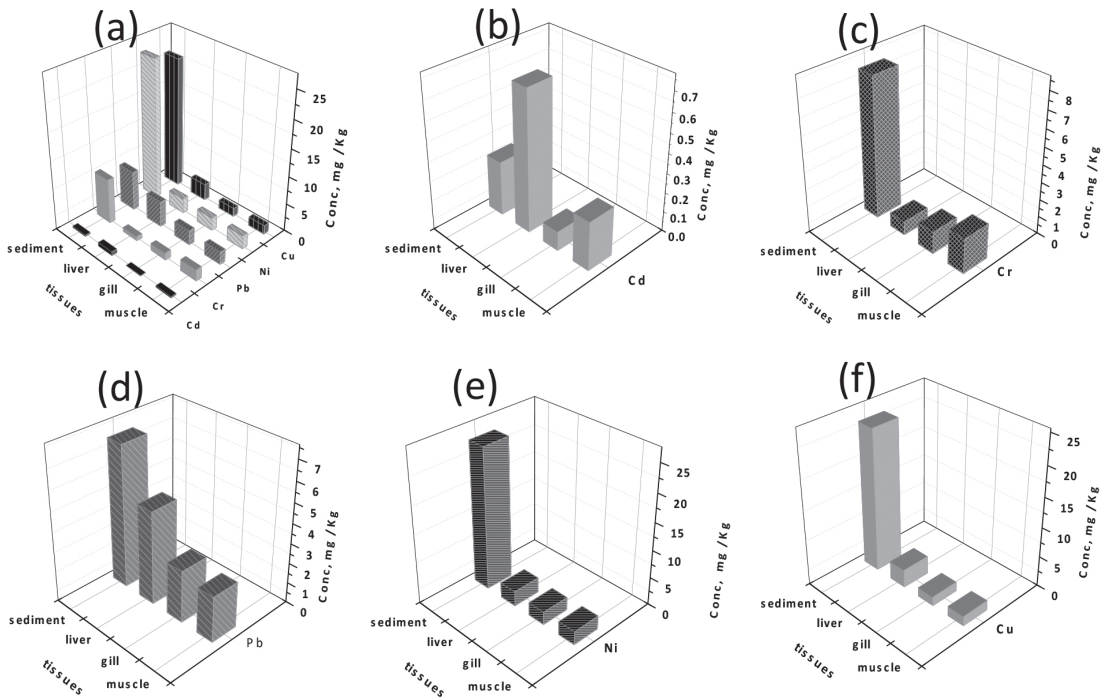 (a)
25
20
15
10
5
0
Conc, mg /Kg
sediment
liver
gill
muscle
tissues
Cd
Cr
Pb
Ni
Cu
(b)
0.7
0.6
0.5
0.4
0.3
0.2
0.1
0.0
Conc, mg /Kg
sediment
liver
gill
muscle
tissues
Cd
(c)
8
7
6
5
4
3
2
1
0
Conc, mg /Kg
sediment
liver
gill
muscle
tissues
Cr
(d)
7
6
5
4
3
2
1
0
Conc, mg /Kg
sediment
liver
gill
muscle
tissues
Pb
(e)
25
20
15
10
5
0
Conc, mg /Kg
sediment
liver
gill
muscle
tissues
Ni
(f)
25
20
15
10
5
0
Conc, mg /Kg
sediment
liver
gill
muscle
tissues
Cu